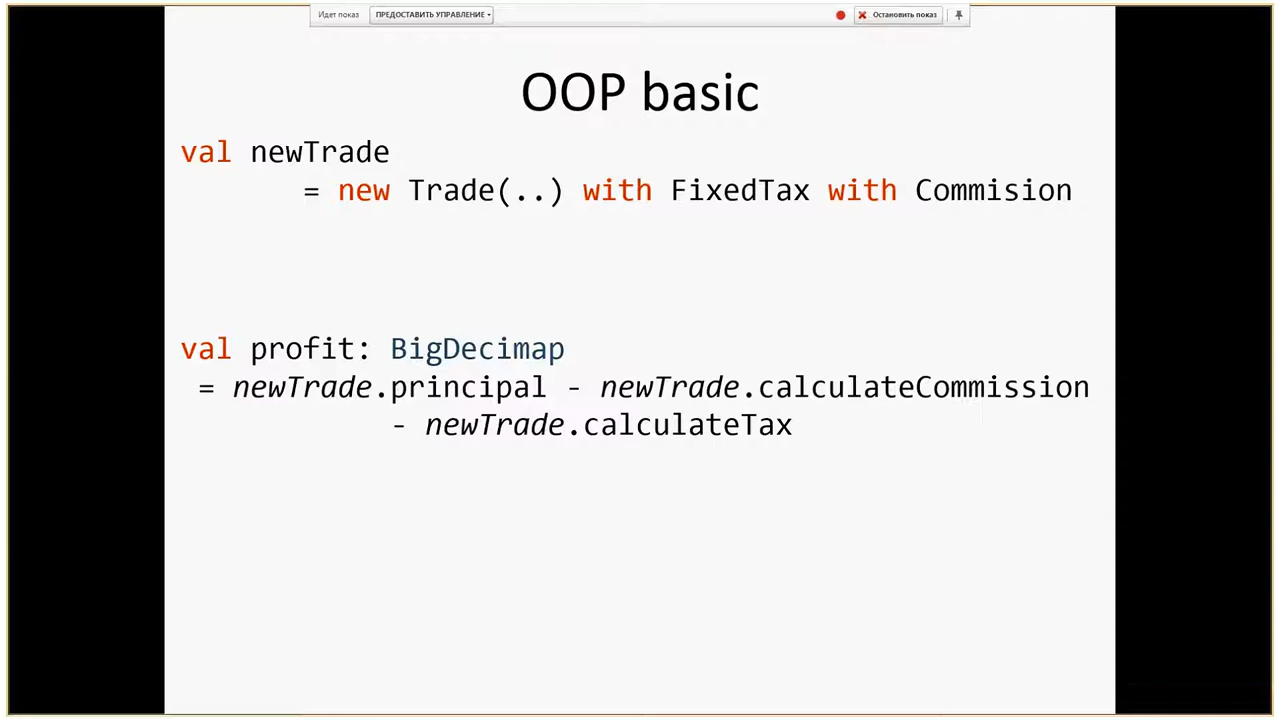 Идет показ ПРЕДОСТАВИТЬ УПРАВЛЕНИЕ Остановить показ
OOP basic
val newTrade
= new Trade(..) with FixedTax with Commision
val profit: BigDecimap
= newTrade.principal - newTrade.calculateCommission
- newTrade.calculateTax